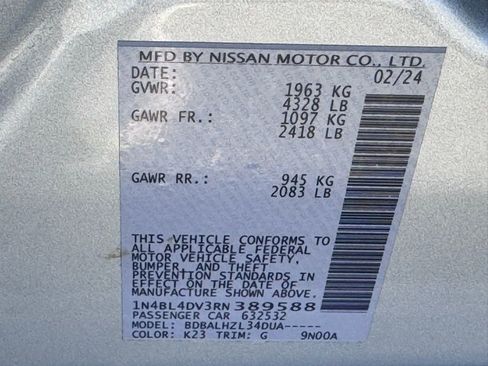 MFD BY NISSAN MOTOR CO., LTD.
DATE: 02/24
GVWR: 1963 KG
4328 LB
GAWR FR.: 1097 KG
2418 LB
GAWR RR.: 945 KG
2083 LB
THIS VEHICLE CONFORMS TO
ALL APPLICABLE FEDERAL
MOTOR VEHICLE SAFETY,
BUMPER, AND THEFT
PREVENTION STANDARDS IN
EFFECT ON THE DATE OF
MANUFACTURE SHOWN ABOVE.
1N4BL4DV3RN389588
PASSENGER CAR 632532
MODEL: BDBALHZL34DUA-----
COLOR: K23 TRIM: G 9N00A